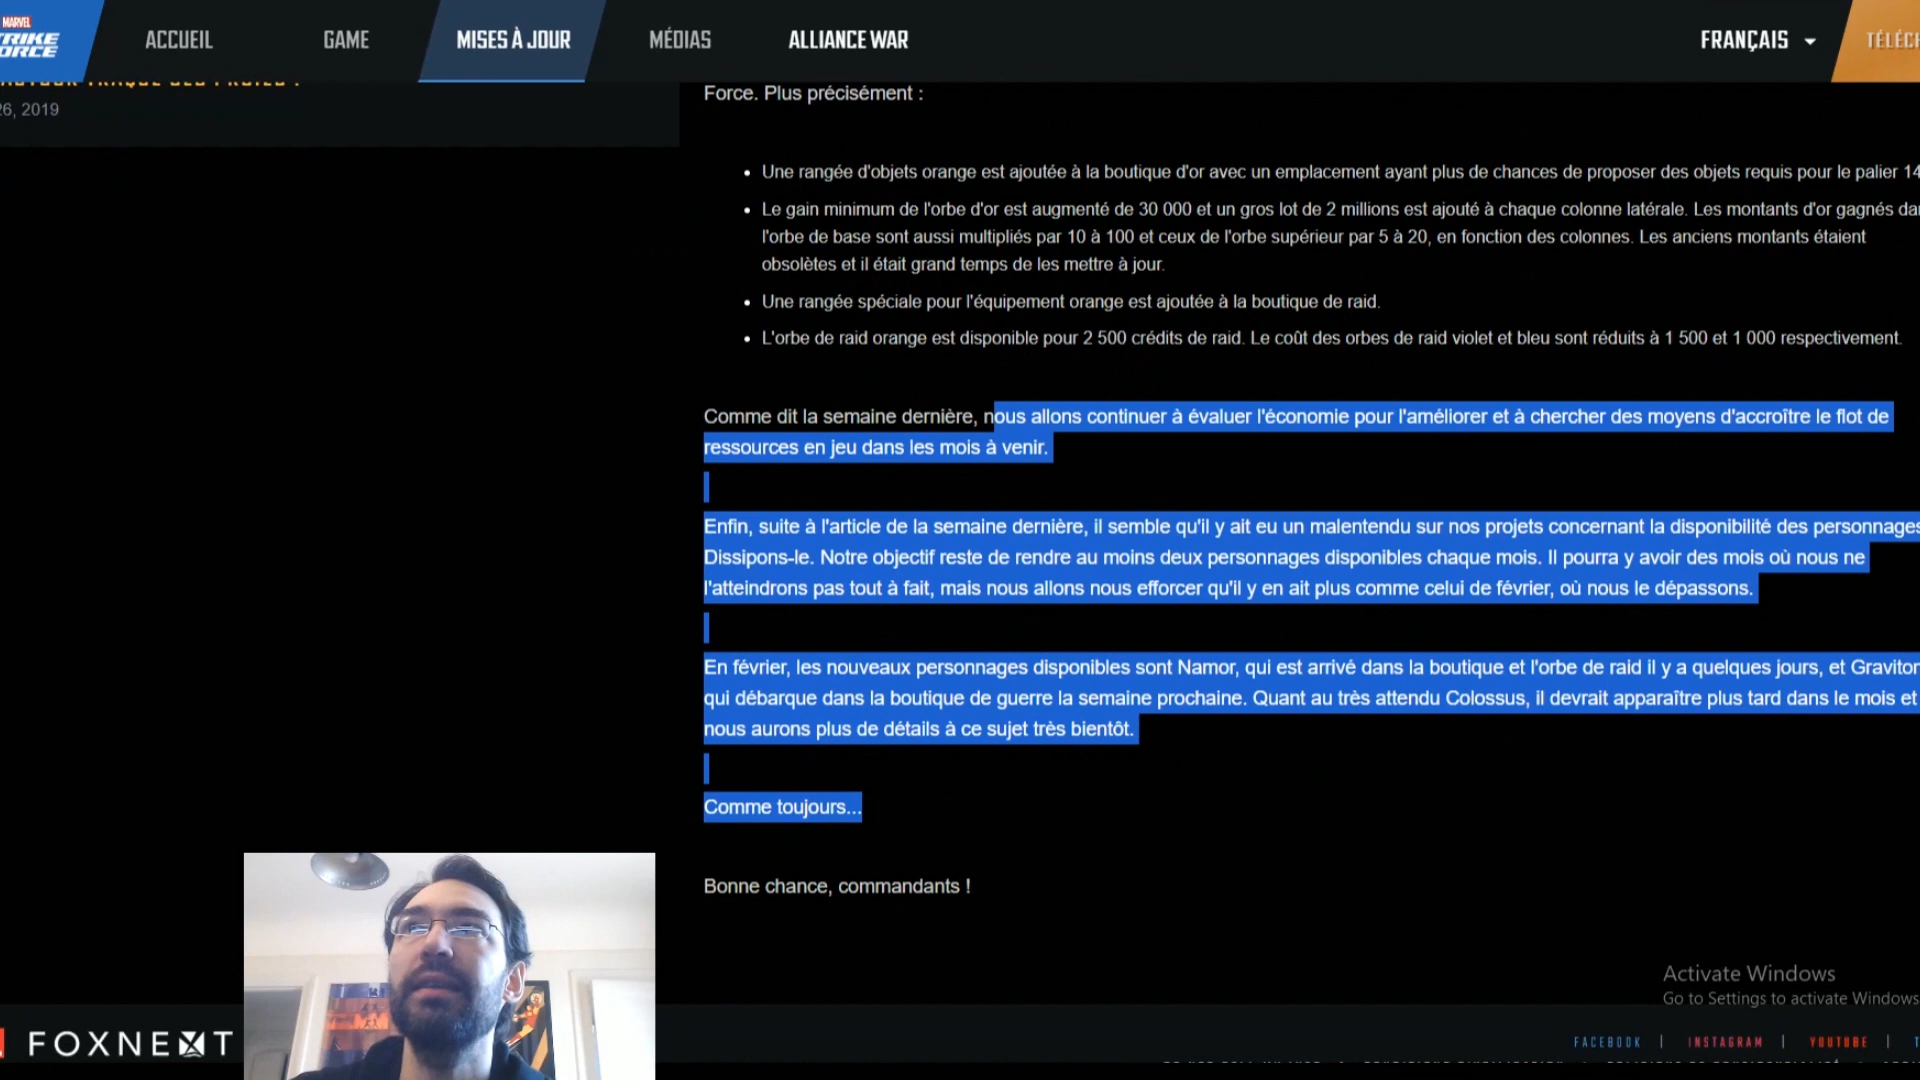 MARVEL
ACCUEIL
GAME
MISES À JOUR
MÉDIAS
ALLIANCE WAR
FRANÇAIS
26, 2019
Force. Plus précisément :
Une rangée d'objets orange est ajoutée à la boutique d'or avec un emplacement ayant plus de chances de proposer des objets requis pour le palier 14
Le gain minimum de l'orbe d'or est augmenté de 30 000 et un gros lot de 2 millions est ajouté à chaque colonne latérale. Les montants d'or gagnés
l'orbe de base sont aussi multipliés par 10 à 100 et ceux de l'orbe supérieur par 5 à 20, en fonction des colonnes. Les anciens montants étaient
obsolètes et il était grand temps de les mettre à jour.
Une rangée spéciale pour l'équipement orange est ajoutée à la boutique de raid.
L'orbe de raid orange est disponible pour 2 500 crédits de raid. Le coût des orbes de raid violet et bleu sont réduits à 1 500 et 1 000 respectivement.
Comme dit la semaine dernière, nous allons continuer à évaluer l'économie pour l'améliorer et à chercher des moyens d'accroître le flot de
ressources en jeu dans les mois à venir.
Enfin, suite à l'article de la semaine dernière, il semble qu'il y ait eu un malentendu sur nos projets concernant la disponibilité des personnages
Dissipons-le. Notre objectif reste de rendre au moins deux personnages disponibles chaque mois. Il pourra y avoir des mois où nous ne
l'atteindrons pas tout à fait, mais nous allons nous efforcer qu'il y en ait plus comme celui de février, où nous le dépassons.
En février, les nouveaux personnages disponibles sont Namor, qui est arrivé dans la boutique et l'orbe de raid il y a quelques jours, et Graviton
qui débarque dans la boutique de guerre la semaine prochaine. Quant au très attendu Colossus, il devrait apparaître plus tard dans le mois et
nous aurons plus de détails à ce sujet très bientôt.
Comme toujours...
Bonne chance, commandants !
Activate Windows
Go to Settings to activate Windows
FOXNEXT
FACEBOOK | INSTAGRAM | YOUTUBE |